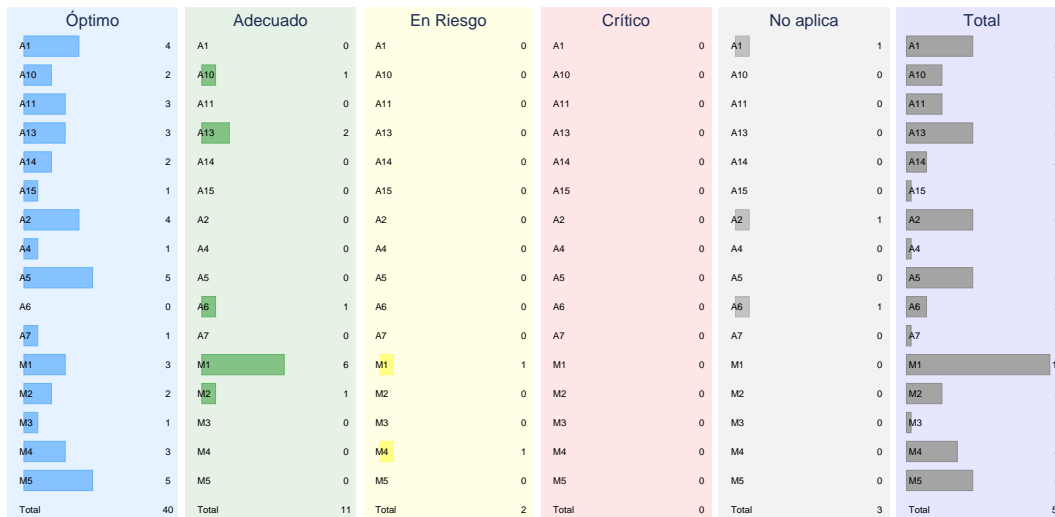 Óptimo Adecuado En Riesgo Crítico No aplica Total
A1 4 A1 0 A1 0 A1 0 A1 1 A1
A10 2 A10 1 A10 0 A10 0 A10 0 A10
A11 3 A11 0 A11 0 A11 0 A11 0 A11
A13 3 A13 2 A13 0 A13 0 A13 0 A13
A14 2 A14 0 A14 0 A14 0 A14 0 A14
A15 1 A15 0 A15 0 A15 0 A15 0 A15
A2 4 A2 0 A2 0 A2 0 A2 1 A2
A4 1 A4 0 A4 0 A4 0 A4 0 A4
A5 5 A5 0 A5 0 A5 0 A5 0 A5
A6 0 A6 1 A6 0 A6 0 A6 1 A6
A7 1 A7 0 A7 0 A7 0 A7 0 A7
M1 3 M1 6 M1 1 M1 0 M1 0 M1
M2 2 M2 1 M2 0 M2 0 M2 0 M2
M3 1 M3 0 M3 0 M3 0 M3 0 M3
M4 3 M4 0 M4 1 M4 0 M4 0 M4
M5 5 M5 0 M5 0 M5 0 M5 0 M5
Total 40 Total 11 Total 2 Total 0 Total 3 Total